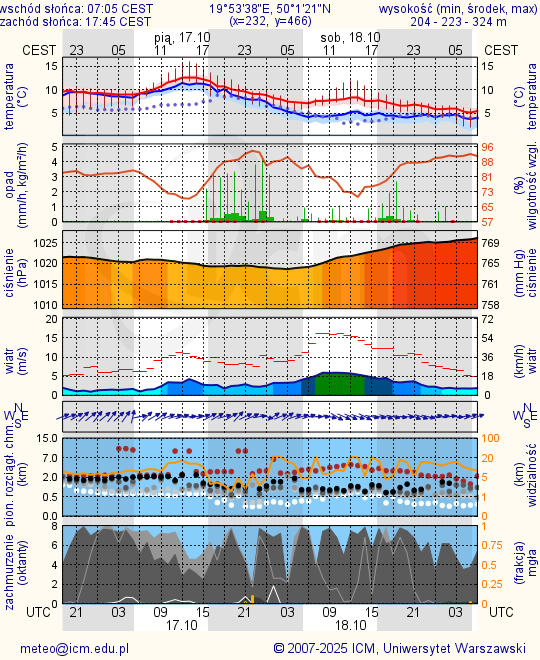 wschód słońca: 07:05 CEST 19°53'38"E, 50°1'21"N wysokość (min, środek, max)
zachód słońca: 17:45 CEST (x=232, y=466) 204 - 223 - 324 m
pią, 17.10 sob, 18.10
CEST 23 05 11 17 23 05 11 17 23 05 CEST
temperatura (°C) 15 10 5 15 10 5 (°C) temperatura
opad (mm/h, kg/m²/h) 5 4 3 2 1 0 96 88 81 73 65 57 (%) wilgotność wzgl.
ciśnienie (hPa) 1025 1020 1015 1010 769 765 761 758 (mm Hg) ciśnienie
wiatr (m/s) 20 15 10 5 0 72 54 36 18 0 (km/h) wiatr
N W E S N W E S
pion. rozciągł. chm. (km) 15.0 7.0 2.0 0.5 0.0 100 20 5 1 0 (km) widzialność
zachmurzenie (oktanty) 8 6 4 2 0 1 0.75 0.5 0.25 0 (frakcja) mgła
UTC 21 03 09 15 21 03 09 15 21 03 UTC
17.10 18.10
meteo@icm.edu.pl © 2007-2025 ICM, Uniwersytet Warszawski